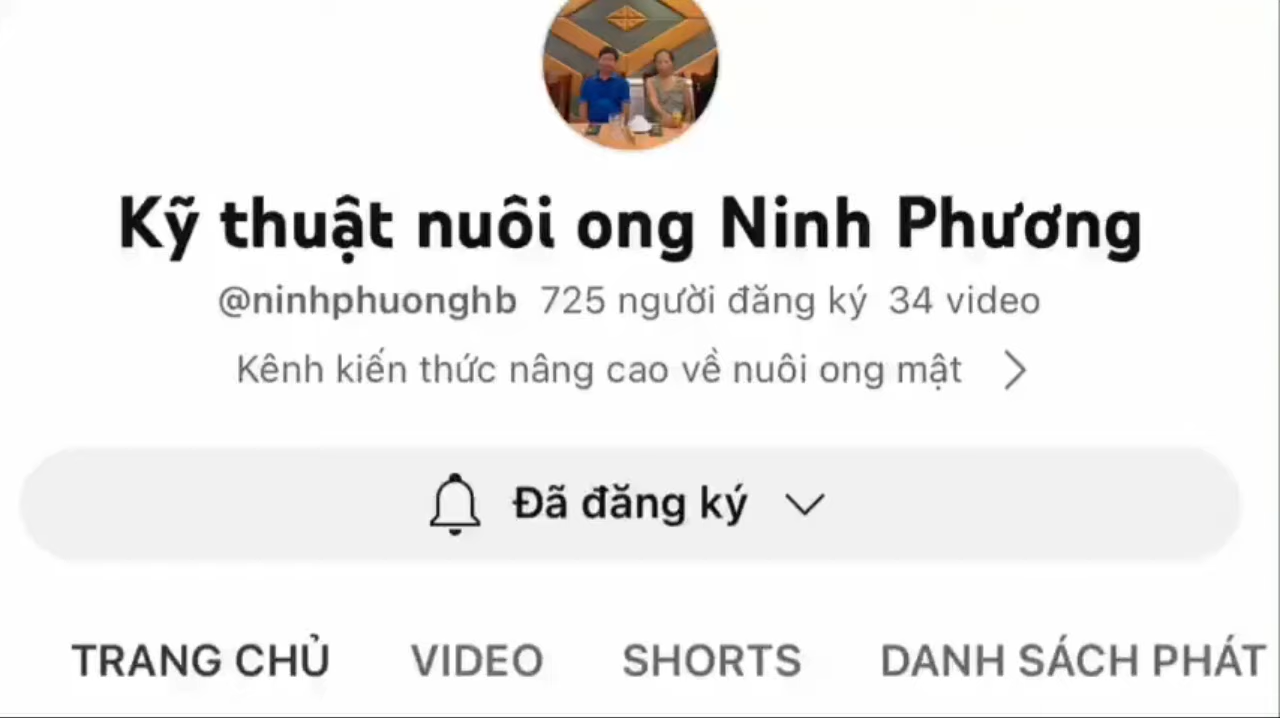 Kỹ thuật nuôi ong Ninh Phương
@ninhphuonghb 725 người đăng ký 34 video
Kênh kiến thức nâng cao về nuôi ong mật
Đã đăng ký
TRANG CHỦ VIDEO SHORTS DANH SÁCH PHÁT